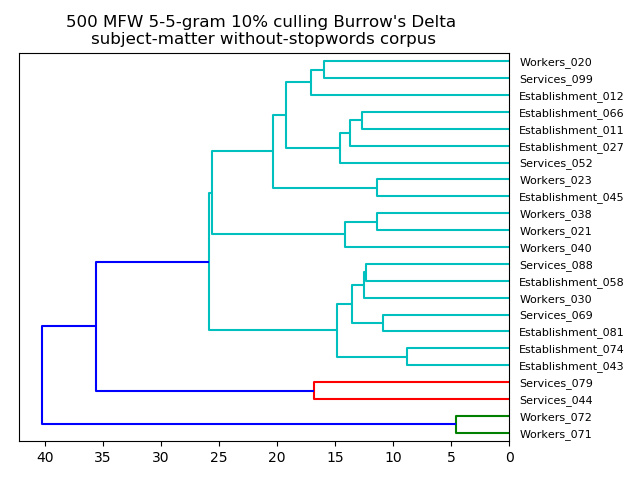 500 MFW 5-5-gram 10% culling Burrow's Delta
subject-matter without-stopwords corpus
Workers_020
Services_099
Establishment_012
Establishment_066
Establishment_011
Establishment_027
Services_052
Workers_023
Establishment_045
Workers_038
Workers_021
Workers_040
Services_088
Establishment_058
Workers_030
Services_069
Establishment_081
Establishment_074
Establishment_043
Services_079
Services_044
Workers_072
Workers_071
40 35 30 25 20 15 10 5 0